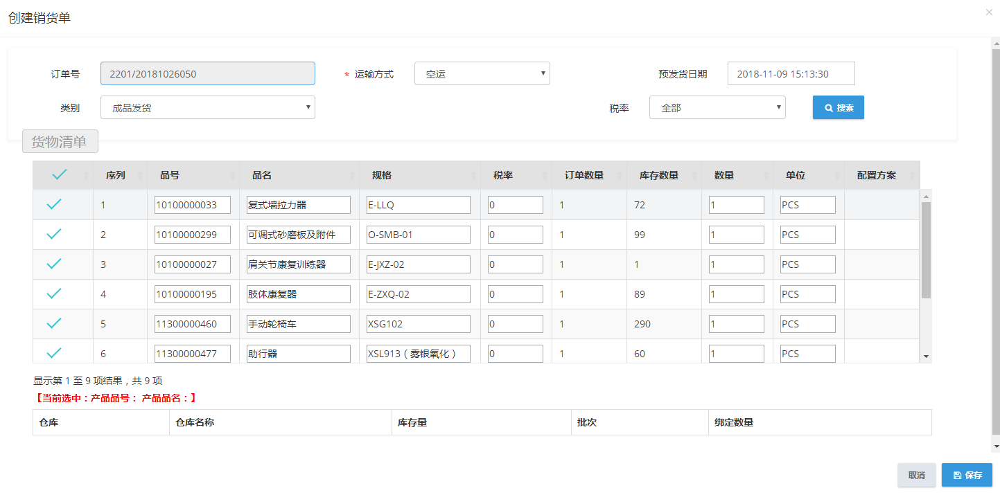 创建销货单
×
订单号 2201/20181026050 * 运输方式 空运 预发货日期 2018-11-09 15:13:30
类别 成品发货 税率 全部 搜索
货物清单
序列 品号 品名 规格 税率 订单数量 库存数量 数量 单位 配置方案
1 10100000033 复式墙拉力器 E-LLQ 0 1 72 1 PCS
2 10100000299 可调式砂磨板及附件 O-SMB-01 0 1 99 1 PCS
3 10100000027 肩关节康复训练器 E-JXZ-02 0 1 1 1 PCS
4 10100000195 肢体康复器 E-ZXQ-02 0 1 89 1 PCS
5 11300000460 手动轮椅车 XSG102 0 1 290 1 PCS
6 11300000477 助行器 XSL913（雾银氧化） 0 1 60 1 PCS
显示第 1 至 9 项结果，共 9 项
【当前选中：产品品号： 产品品名：】
仓库 仓库名称 库存量 批次 绑定数量
取消 保存